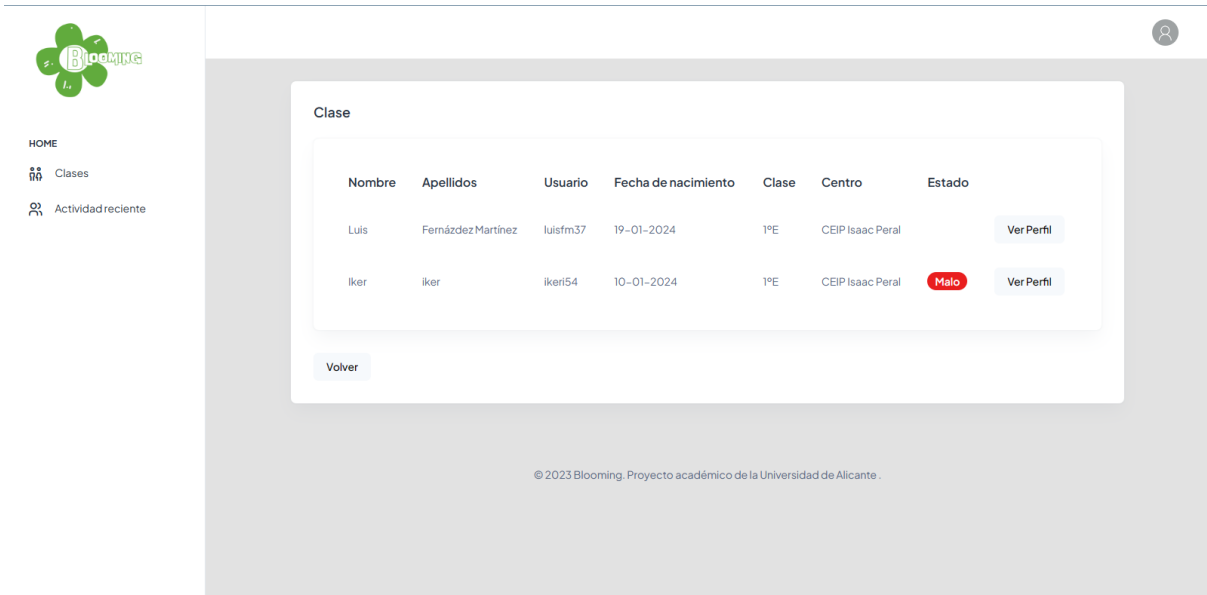 BLOOMING
HOME
Clases
Actividad reciente
Clase
Nombre Apellidos Usuario Fecha de nacimiento Clase Centro Estado
Luis Fernázdez Martínez luisfm37 19-01-2024 1ºE CEIP Isaac Peral Ver Perfil
Iker iker ikeri54 10-01-2024 1ºE CEIP Isaac Peral Malo Ver Perfil
Volver
© 2023 Blooming. Proyecto académico de la Universidad de Alicante .